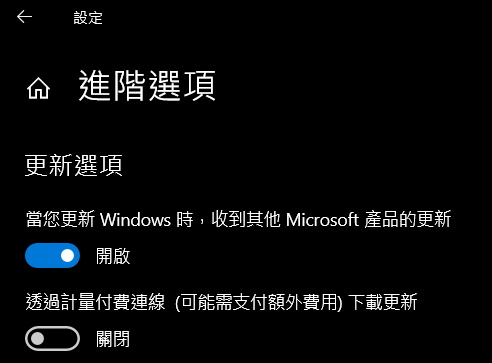 設定
進階選項
更新選項
當您更新 Windows 時，收到其他 Microsoft 產品的更新
開啟
透過計量付費連線 (可能需支付額外費用) 下載更新
關閉